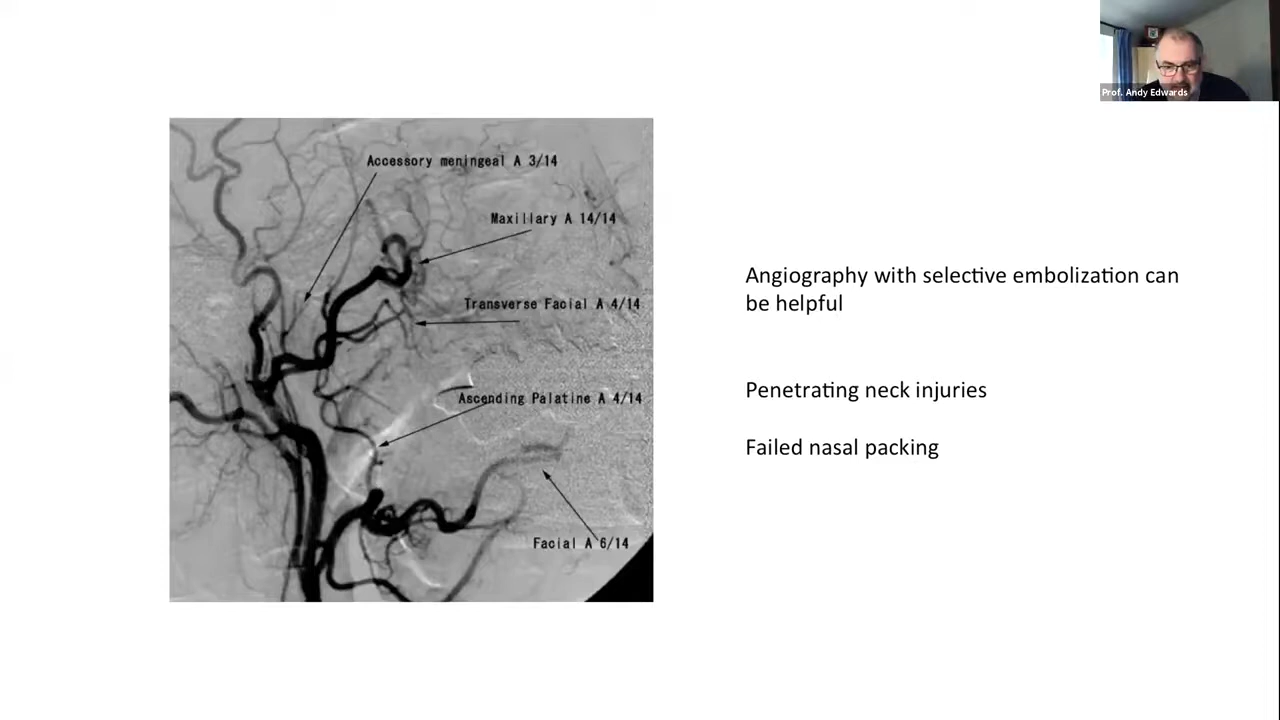 Prof. Andy Edwards
Accessory meningeal A 3/14
Maxillary A 14/14
Transverse Facial A 4/14
Ascending Palatine A 4/14
Facial A 6/14
Angiography with selective embolization can
be helpful
Penetrating neck injuries
Failed nasal packing